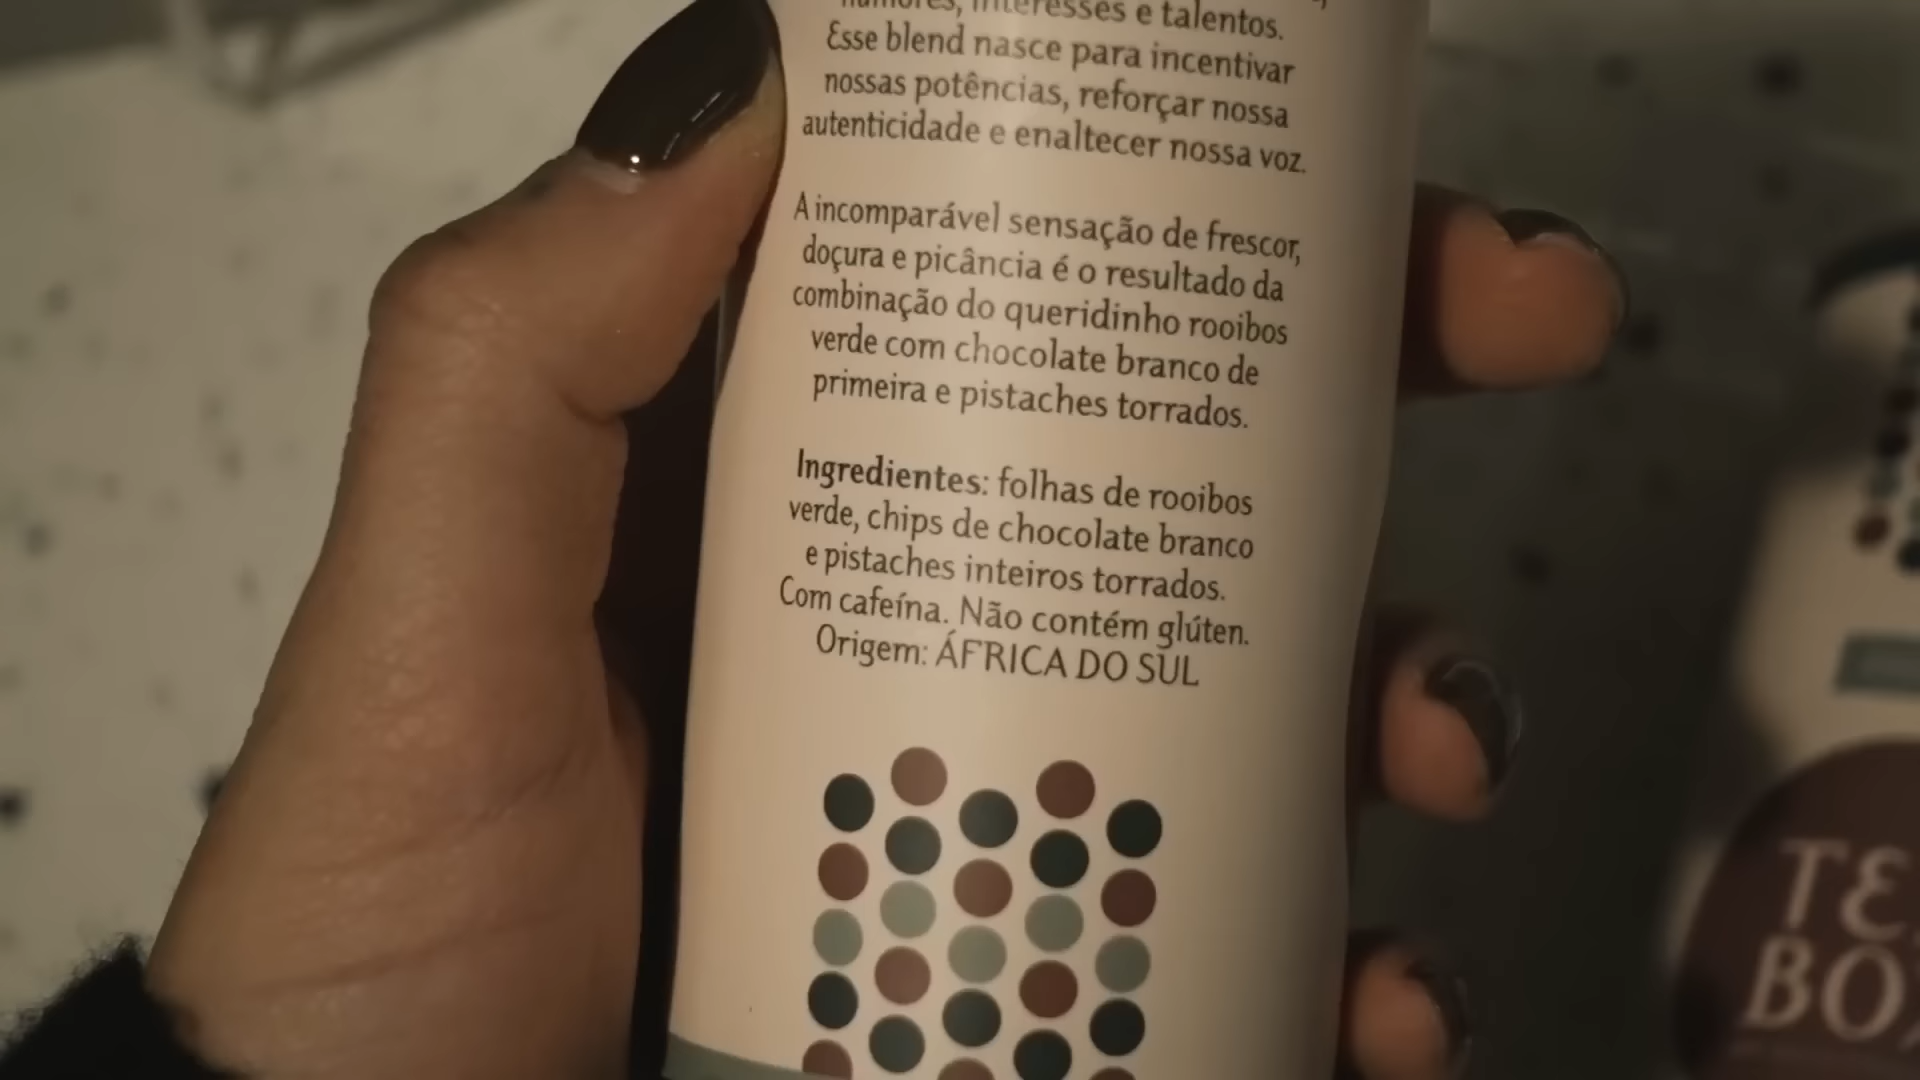 humores, interesses e talentos.
Esse blend nasce para incentivar
nossas potências, reforçar nossa
autenticidade e enaltecer nossa voz.
A incomparável sensação de frescor,
doçura e picância é o resultado da
combinação do queridinho rooibos
verde com chocolate branco de
primeira e pistaches torrados.
Ingredientes: folhas de rooibos
verde, chips de chocolate branco
e pistaches inteiros torrados.
Com cafeína. Não contém glúten.
Origem: ÁFRICA DO SUL